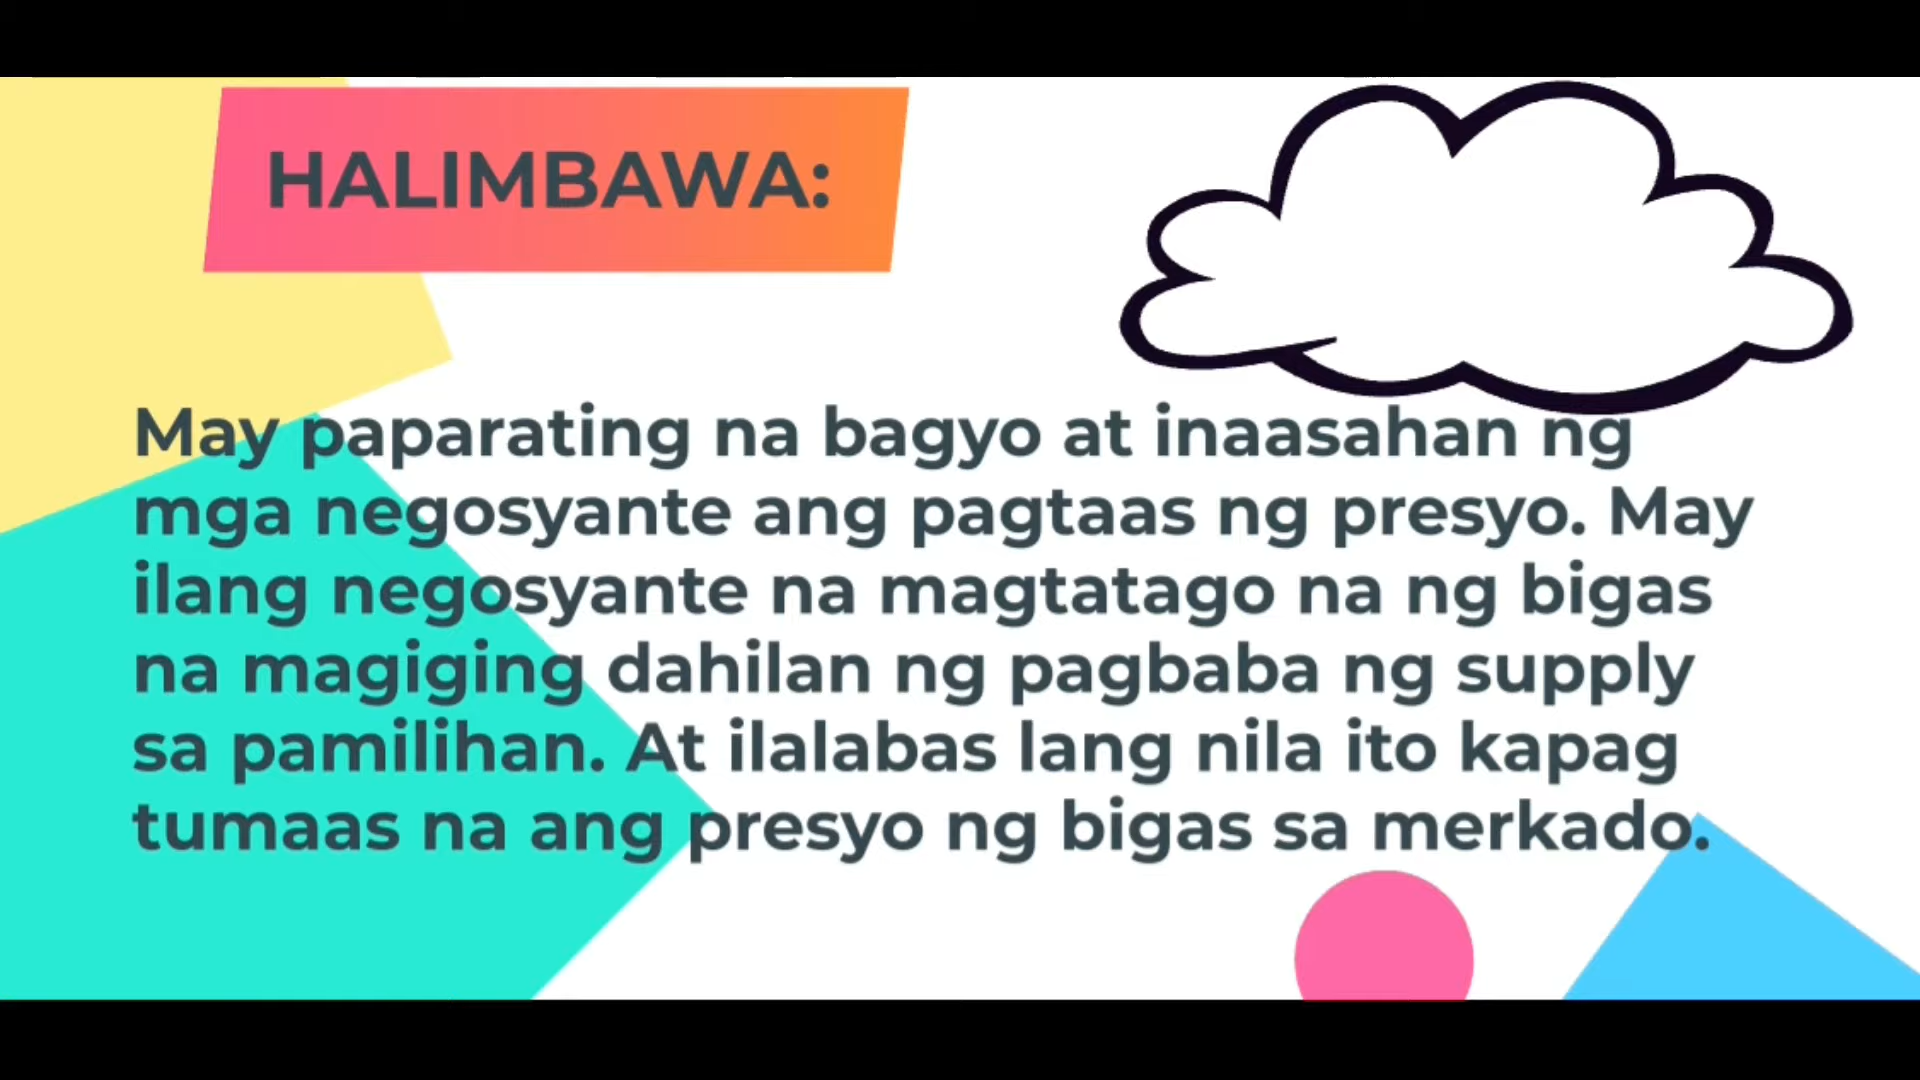 HALIMBAWA:
May paparating na bagyo at inaasahan ng
mga negosyante ang pagtaas ng presyo. May
ilang negosyante na magtatago na ng bigas
na magiging dahilan ng pagbaba ng supply
sa pamilihan. At ilalabas lang nila ito kapag
tumaas na ang presyo ng bigas sa merkado.